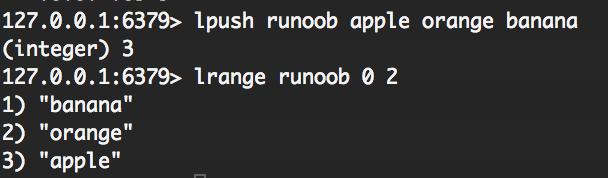 127.0.0.1:6379> lpush runoob apple orange banana
(integer) 3
127.0.0.1:6379> lrange runoob 0 2
1) "banana"
2) "orange"
3) "apple"